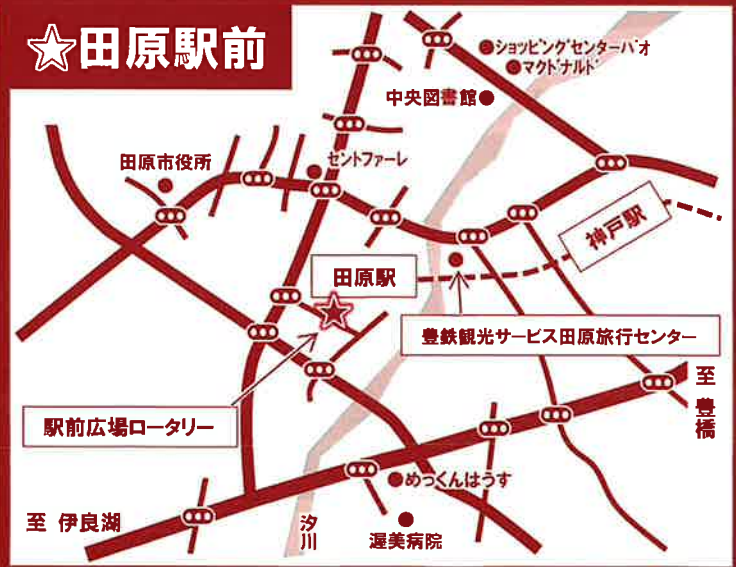 ☆田原駅前
ショッピングセンターパオ
マクドナルド
中央図書館
田原市役所
セントファーレ
神戸駅
田原駅
豊鉄観光サービス田原旅行センター
至 豊橋
駅前広場ロータリー
めっくんはうす
至 伊良湖
汐川
渥美病院